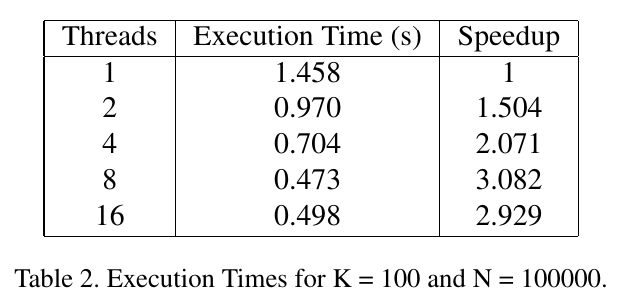 Threads Execution Time (s) Speedup
1 1.458 1
2 0.970 1.504
4 0.704 2.071
8 0.473 3.082
16 0.498 2.929
Table 2. Execution Times for K = 100 and N = 100000.